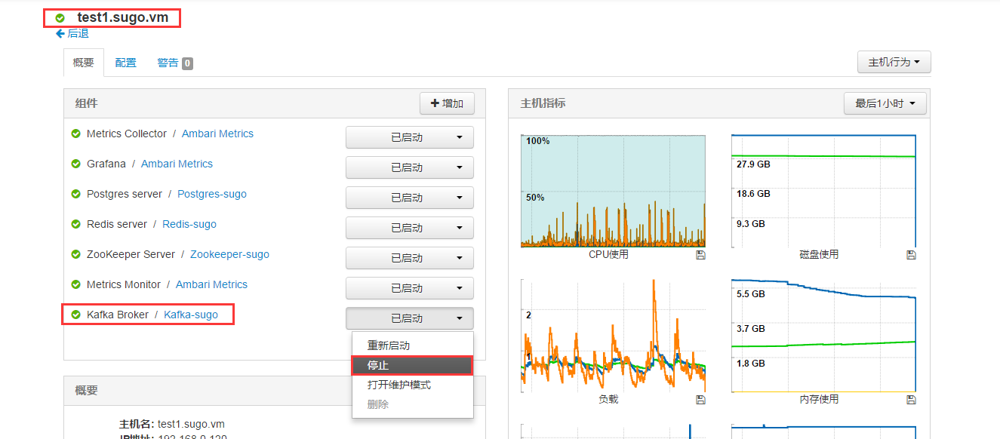 test1.sugo.vm
后退
概要 配置 警告 0
主机行为
组件
增加
Metrics Collector / Ambari Metrics 已启动
Grafana / Ambari Metrics 已启动
Postgres server / Postgres-sugo 已启动
Redis server / Redis-sugo 已启动
ZooKeeper Server / Zookeeper-sugo 已启动
Metrics Monitor / Ambari Metrics 已启动
Kafka Broker / Kafka-sugo 已启动
重新启动
停止
打开维护模式
删除
概要
主机名: test1.sugo.vm
IP地址: 192.168.0.120
主机指标
最后1小时
100%
50%
CPU使用
27.9 GB
18.6 GB
9.3 GB
磁盘使用
2
1
负载
5.5 GB
3.7 GB
1.8 GB
内存使用